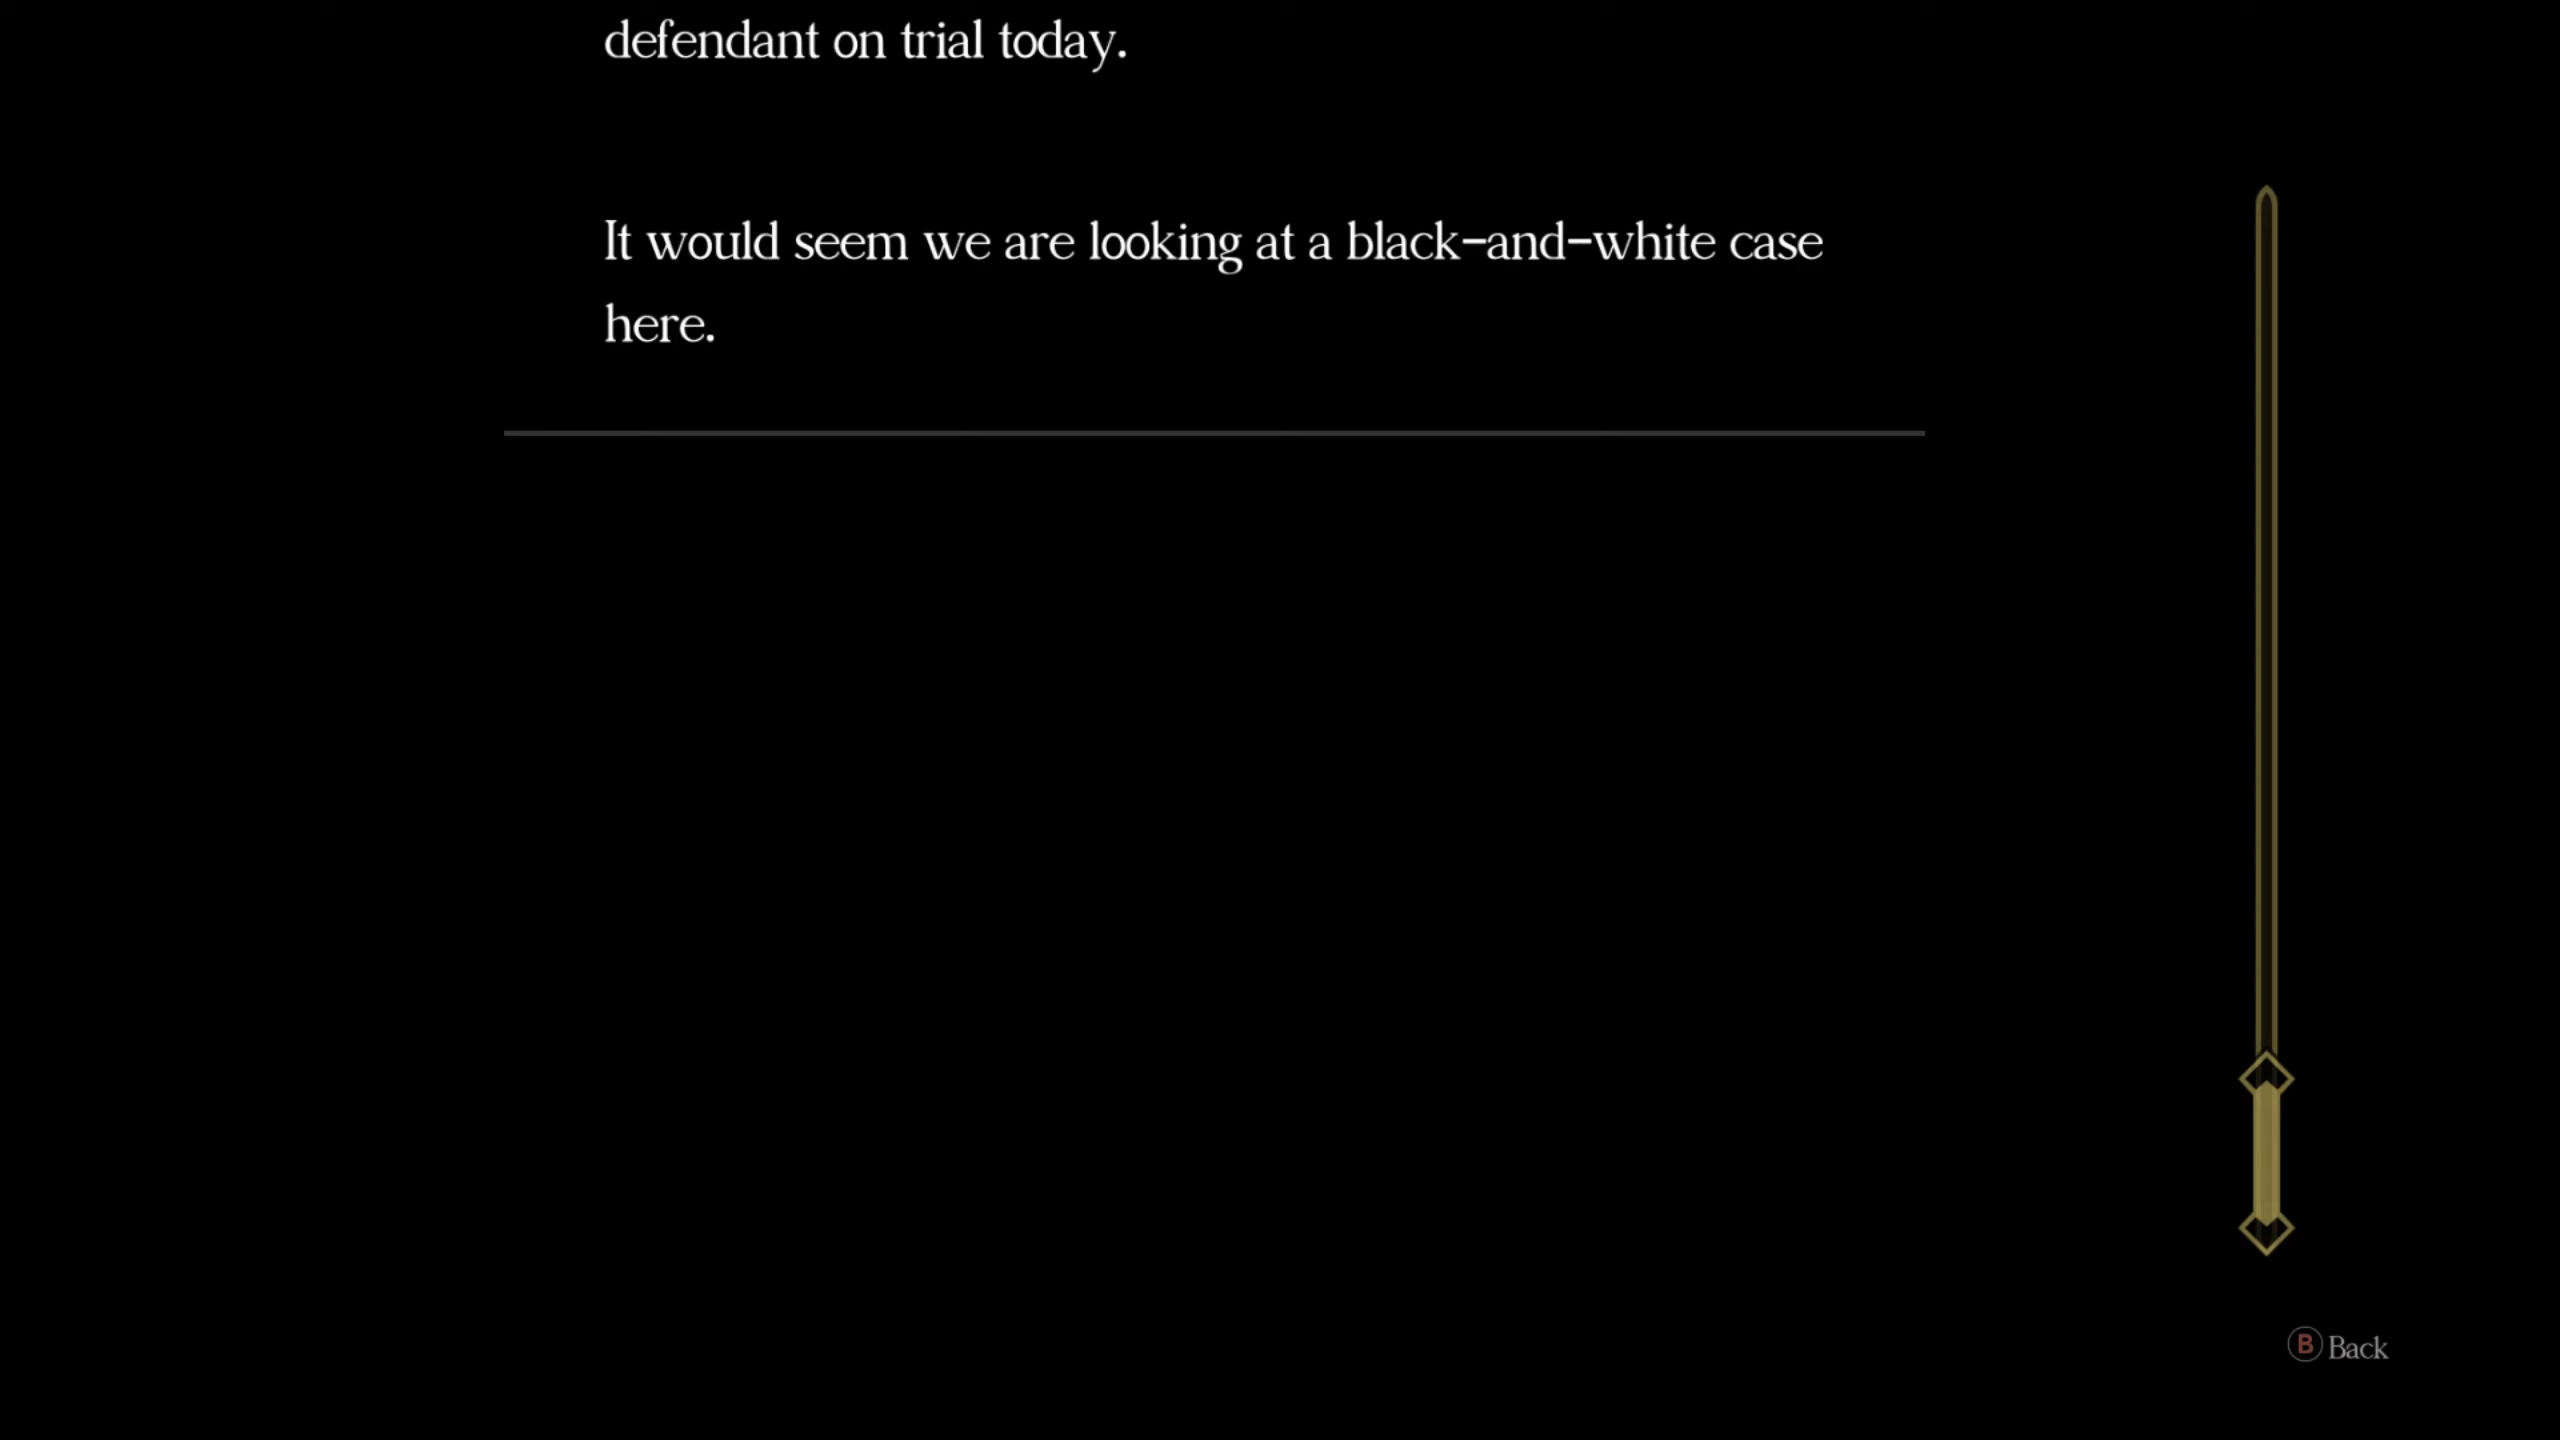 defendant on trial today.
It would seem we are looking at a black-and-white case
here.
B Back